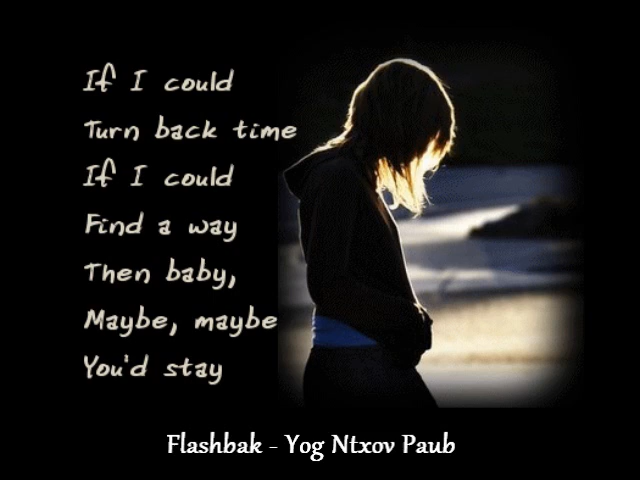 If I could
Turn back time
If I could
Find a way
Then baby,
Maybe, maybe
You'd stay
Flashbak - Yog Ntxov Paub